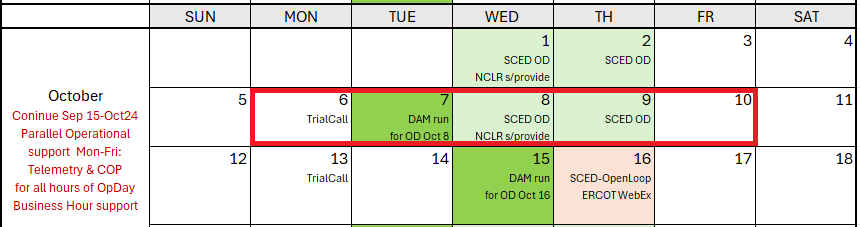 SUN MON TUE WED TH FR SAT
1 2 3 4
SCED OD SCED OD
NCLR s/provide
October
Coninue Sep 15-Oct24
Parallel Operational
support Mon-Fri:
Telemetry & COP
for all hours of OpDay
Business Hour support
5 6 7 8 9 10 11
TrialCall DAM run SCED OD SCED OD
for OD Oct 8 NCLR s/provide
12 13 14 15 16 17 18
TrialCall DAM run SCED-OpenLoop
for OD Oct 16 ERCOT WebEx